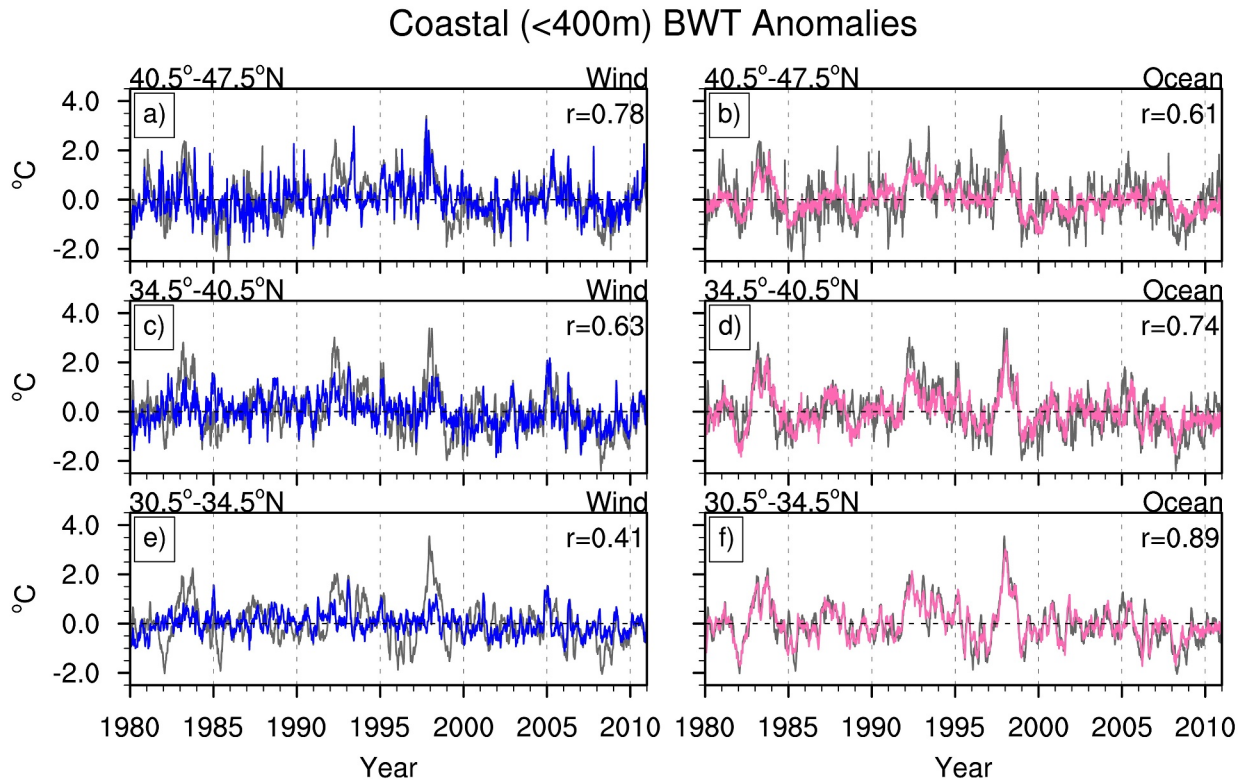 Coastal (<400m) BWT Anomalies
40.5°-47.5°N Wind 40.5°-47.5°N Ocean
a) r=0.78 b) r=0.61
4.0
2.0
0.0
-2.0
°C
34.5°-40.5°N Wind 34.5°-40.5°N Ocean
c) r=0.63 d) r=0.74
4.0
2.0
0.0
-2.0
°C
30.5°-34.5°N Wind 30.5°-34.5°N Ocean
e) r=0.41 f) r=0.89
4.0
2.0
0.0
-2.0
°C
1980 1985 1990 1995 2000 2005 2010 1980 1985 1990 1995 2000 2005 2010
Year Year